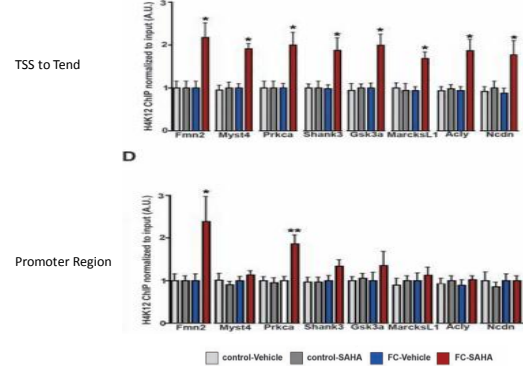 TSS to Tend
H4K12 ChIP normalized to input (A.U.)
3
2
1
0
* * * * * * * *
Fmn2 Myst4 Prkca Shank3 Gsk3a MarcksL1 Acly Ncdn
D
Promoter Region
H4K12 ChIP normalized to input (A.U.)
3
2
1
0
* **
Fmn2 Myst4 Prkca Shank3 Gsk3a MarcksL1 Acly Ncdn
control-Vehicle control-SAHA FC-Vehicle FC-SAHA